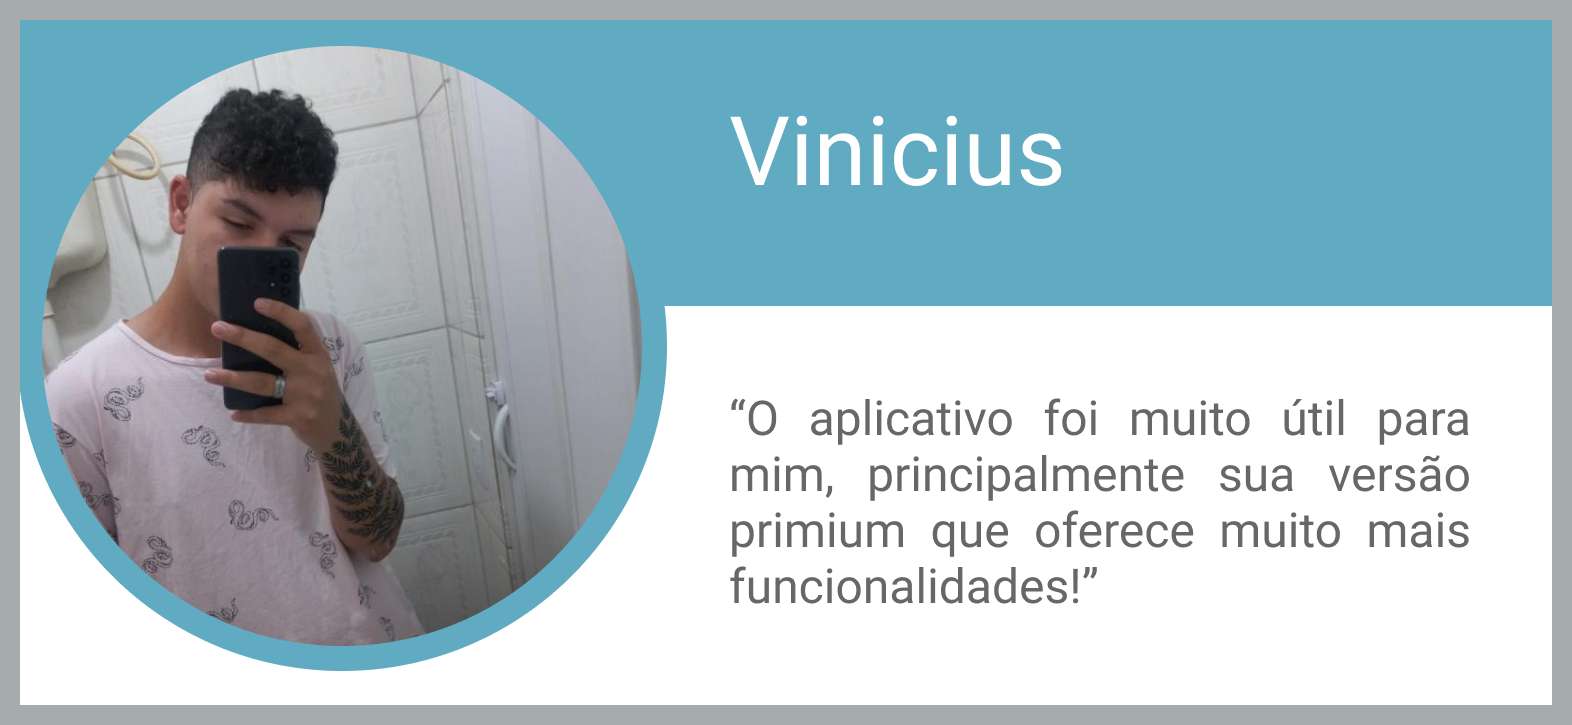 Vinicius
“O aplicativo foi muito útil para
mim, principalmente sua versão
primium que oferece muito mais
funcionalidades!”